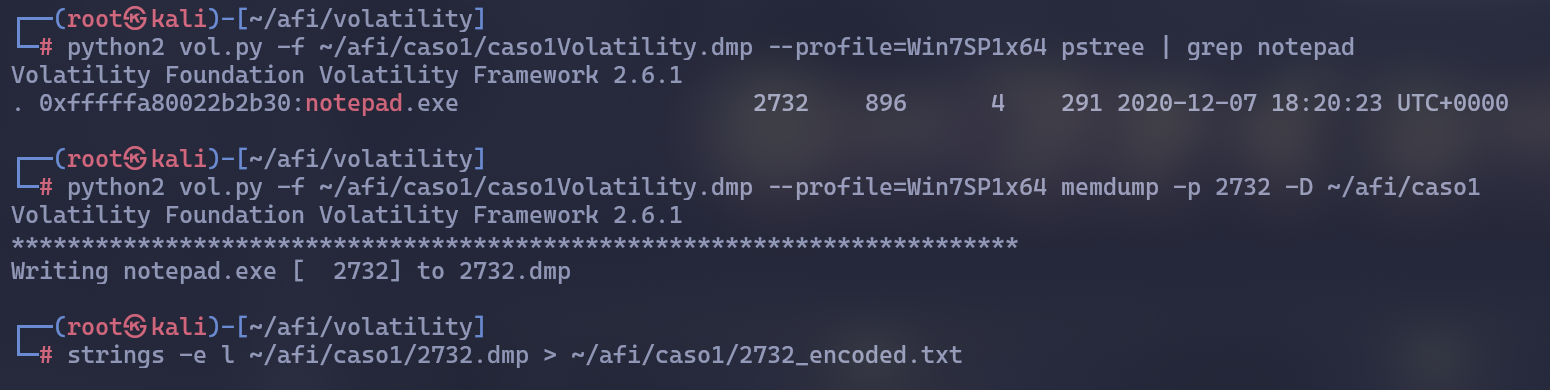 ┌──(root㉿kali)-[~/afi/volatility]
└─# python2 vol.py -f ~/afi/caso1/caso1Volatility.dmp --profile=Win7SP1x64 pstree | grep notepad
Volatility Foundation Volatility Framework 2.6.1
. 0xfffffa80022b2b30:notepad.exe                     2732    896      4    291 2020-12-07 18:20:23 UTC+0000
┌──(root㉿kali)-[~/afi/volatility]
└─# python2 vol.py -f ~/afi/caso1/caso1Volatility.dmp --profile=Win7SP1x64 memdump -p 2732 -D ~/afi/caso1
Volatility Foundation Volatility Framework 2.6.1
************************************************************************
Writing notepad.exe [  2732] to 2732.dmp
┌──(root㉿kali)-[~/afi/volatility]
└─# strings -e l ~/afi/caso1/2732.dmp > ~/afi/caso1/2732_encoded.txt